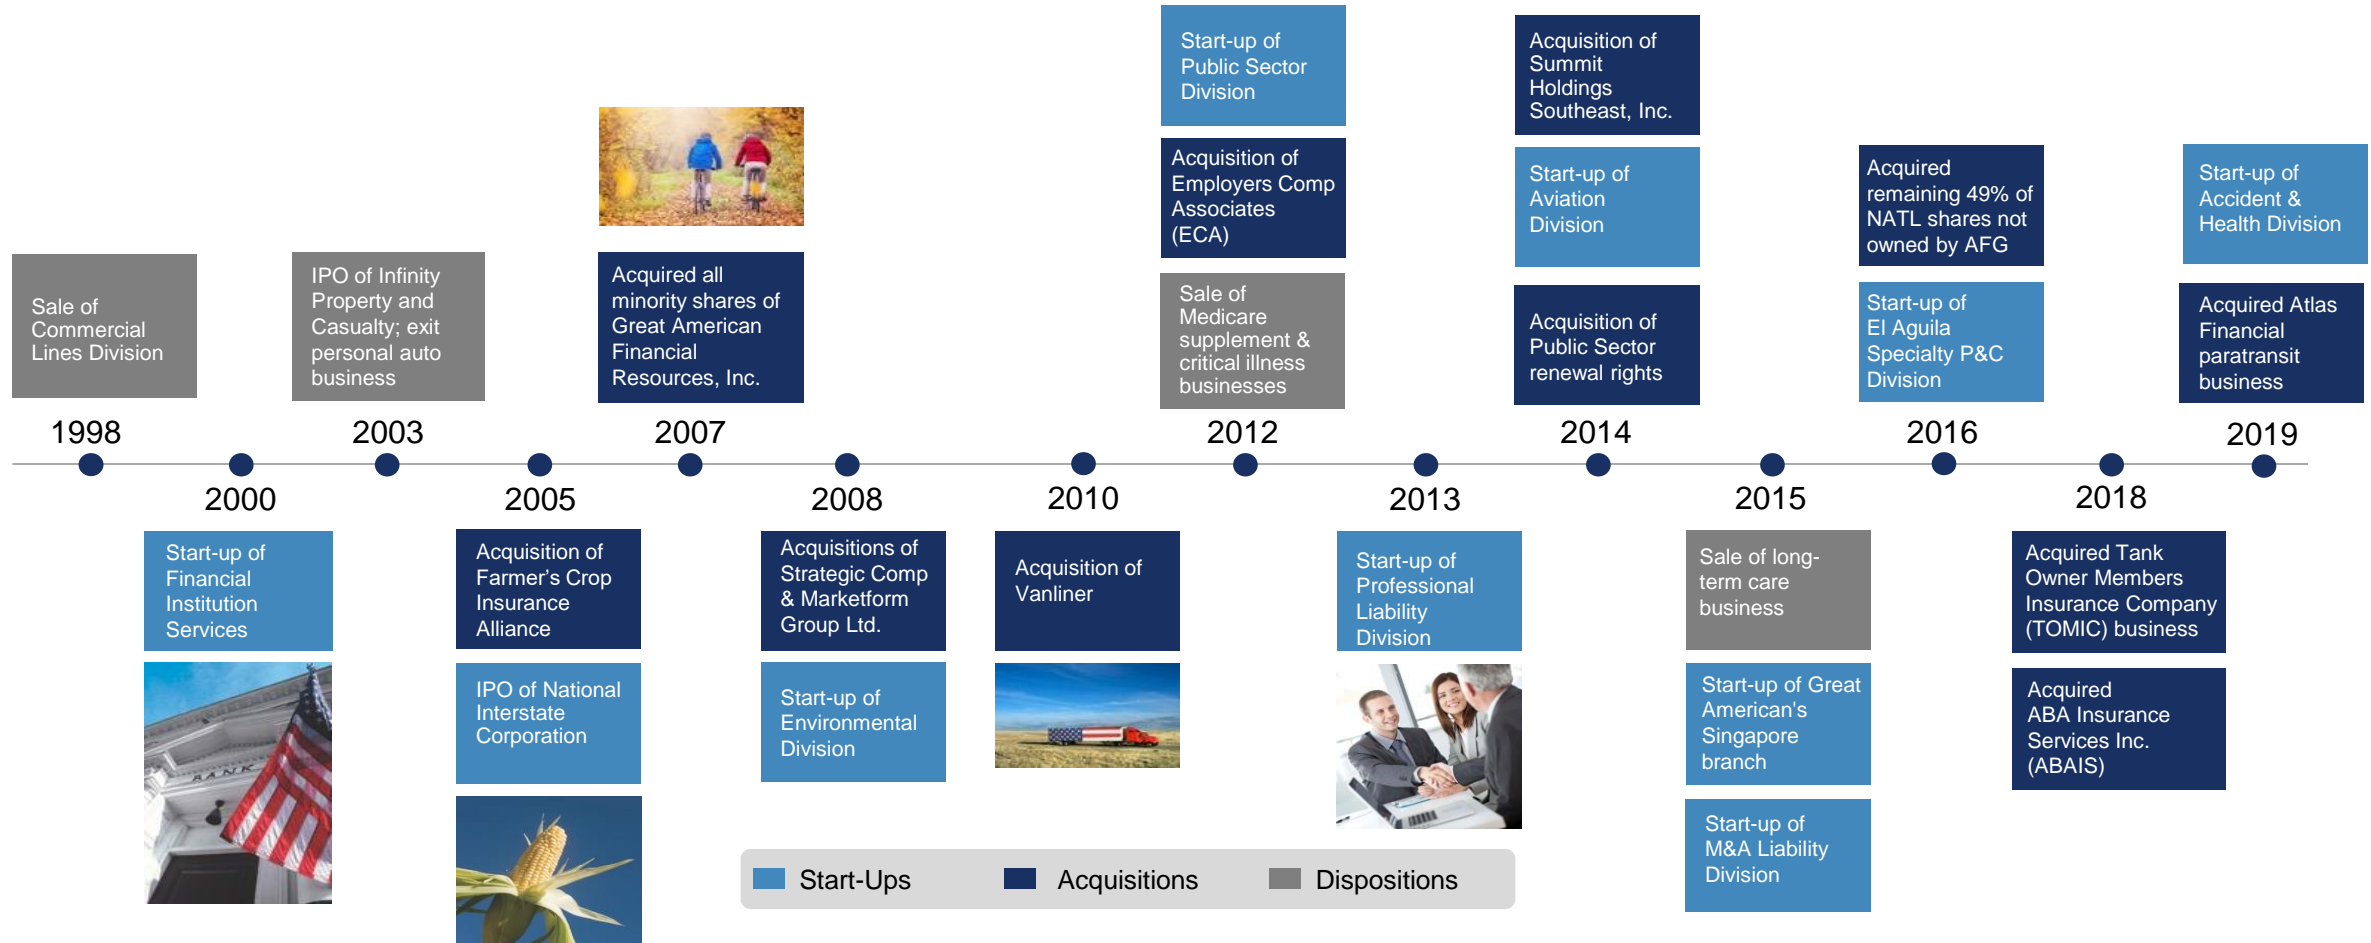 Start-up of
Public Sector
Division
Acquisition of
Summit
Holdings
Southeast, Inc.
Acquisition of
Employers Comp
Associates
(ECA)
Start-up of
Aviation
Division
Acquired
remaining 49% of
NATL shares not
owned by AFG
Start-up of
Accident &
Health Division
Sale of
Commercial
Lines Division
IPO of Infinity
Property and
Casualty; exit
personal auto
business
Acquired all
minority shares of
Great American
Financial
Resources, Inc.
Sale of
Medicare
supplement &
critical illness
businesses
Acquisition of
Public Sector
renewal rights
Start-up of
El Aguila
Specialty P&C
Division
Acquired Atlas
Financial
paratransit
business
1998
2003
2007
2012
2014
2016
2019
2000
2005
2008
2010
2013
2015
2018
Start-up of
Financial
Institution
Services
Acquisition of
Farmer’s Crop
Insurance
Alliance
Acquisitions of
Strategic Comp
& Marketform
Group Ltd.
Acquisition of
Vanliner
Start-up of
Professional
Liability
Division
Sale of long-
term care
business
Acquired Tank
Owner Members
Insurance Company
(TOMIC) business
BANK
IPO of National
Interstate
Corporation
Start-up of
Environmental
Division
Start-up of Great
American's
Singapore
branch
Acquired
ABA Insurance
Services Inc.
(ABAIS)
Start-up of
M&A Liability
Division
Start-Ups
Acquisitions
Dispositions